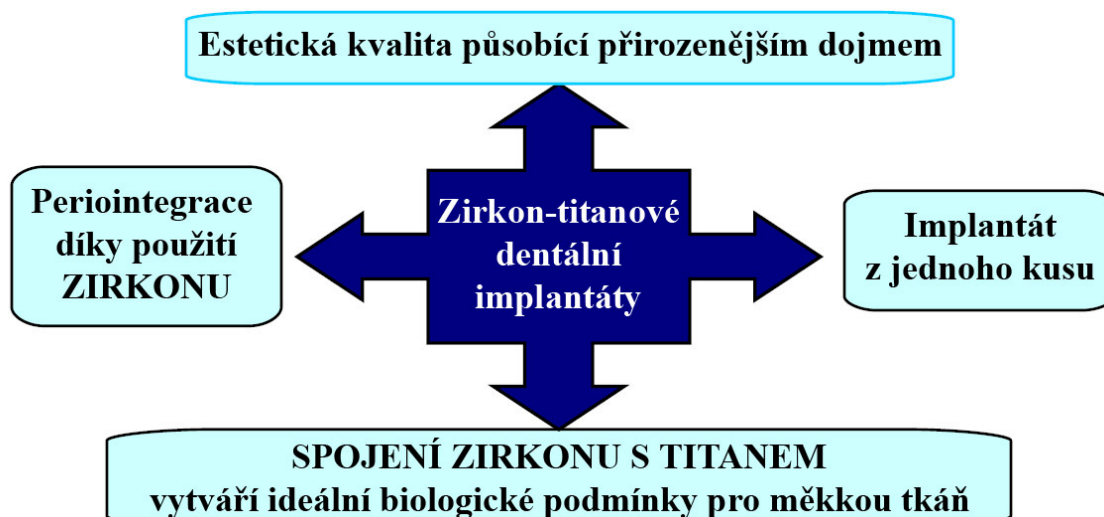 Estetická kvalita působící přirozenějším dojmem
Periointegrace
díky použití
ZIRKONU
Zirkon-titanové
dentální
implantáty
Implantát
z jednoho kusu
SPOJENÍ ZIRKONU S TITANEM
vytváří ideální biologické podmínky pro měkkou tkáň